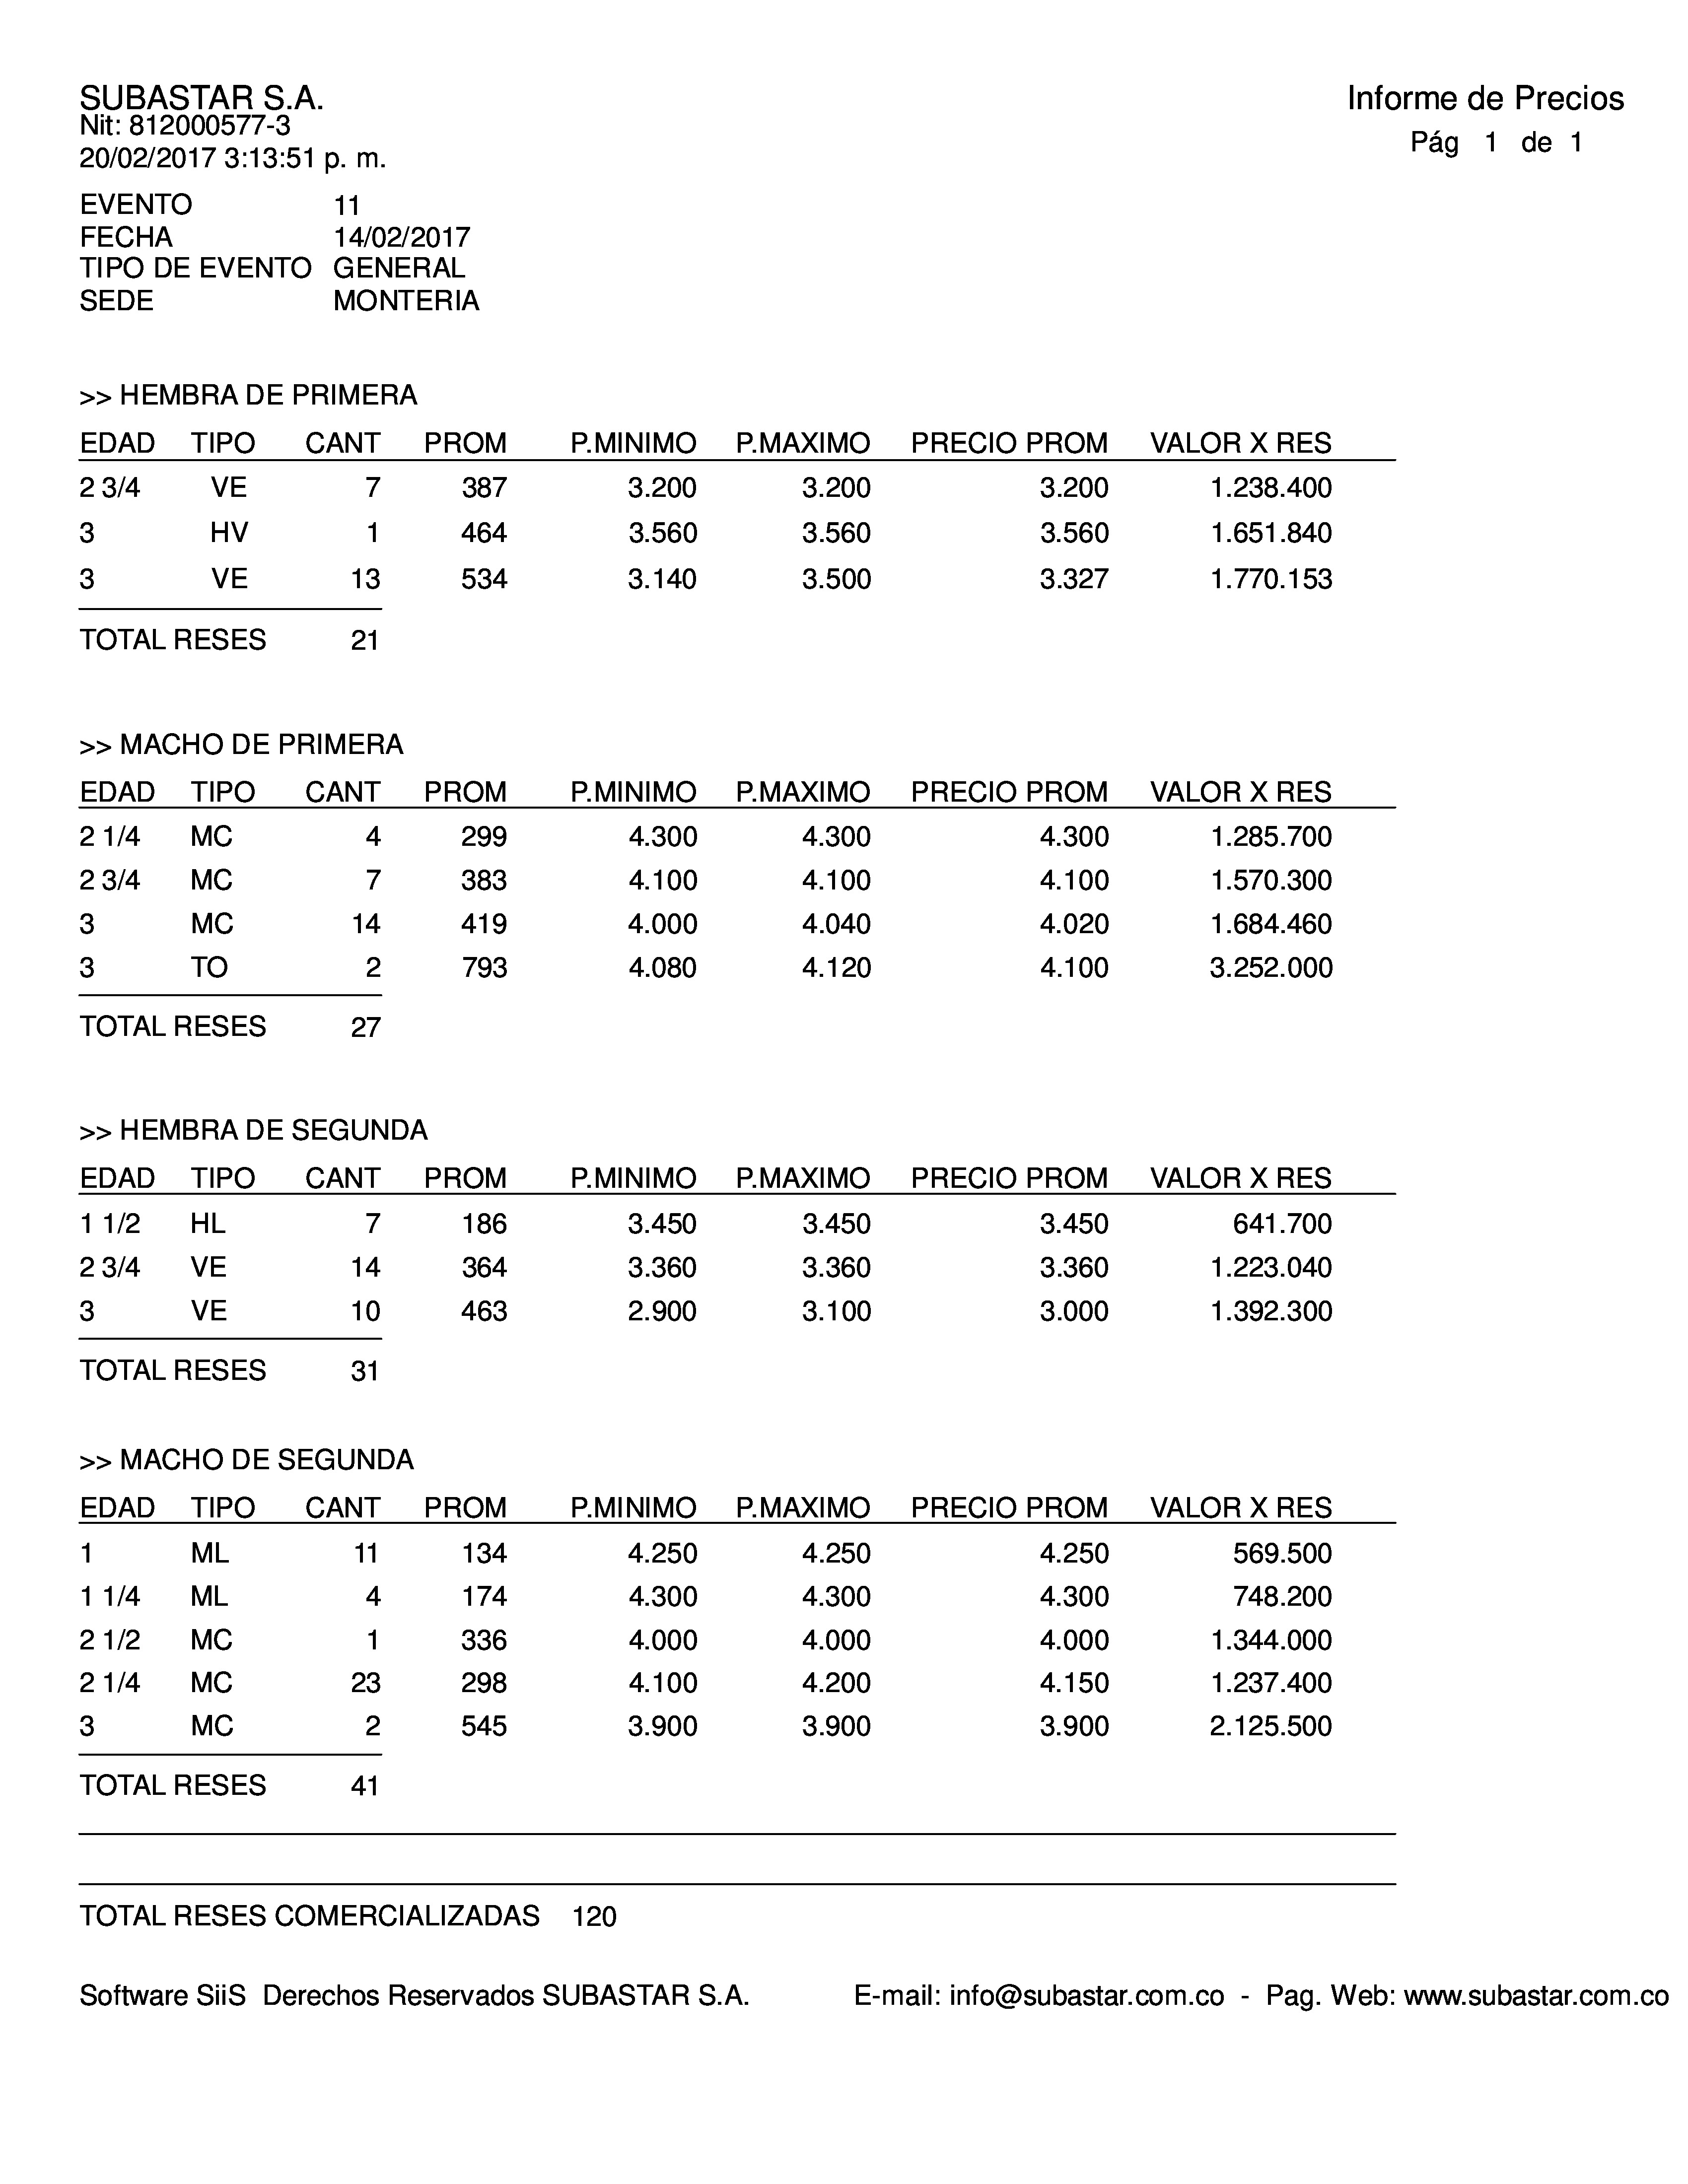 SUBASTAR S.A. Informe de Precios
Nit: 812000577-3
20/02/2017 3:13:51 p. m. Pág 1 de 1
EVENTO 11
FECHA 14/02/2017
TIPO DE EVENTO GENERAL
SEDE MONTERIA
>> HEMBRA DE PRIMERA
EDAD TIPO CANT PROM P.MINIMO P.MAXIMO PRECIO PROM VALOR X RES
2 3/4 VE 7 387 3.200 3.200 3.200 1.238.400
3 HV 1 464 3.560 3.560 3.560 1.651.840
3 VE 13 534 3.140 3.500 3.327 1.770.153
TOTAL RESES 21
>> MACHO DE PRIMERA
EDAD TIPO CANT PROM P.MINIMO P.MAXIMO PRECIO PROM VALOR X RES
2 1/4 MC 4 299 4.300 4.300 4.300 1.285.700
2 3/4 MC 7 383 4.100 4.100 4.100 1.570.300
3 MC 14 419 4.000 4.040 4.020 1.684.460
3 TO 2 793 4.080 4.120 4.100 3.252.000
TOTAL RESES 27
>> HEMBRA DE SEGUNDA
EDAD TIPO CANT PROM P.MINIMO P.MAXIMO PRECIO PROM VALOR X RES
1 1/2 HL 7 186 3.450 3.450 3.450 641.700
2 3/4 VE 14 364 3.360 3.360 3.360 1.223.040
3 VE 10 463 2.900 3.100 3.000 1.392.300
TOTAL RESES 31
>> MACHO DE SEGUNDA
EDAD TIPO CANT PROM P.MINIMO P.MAXIMO PRECIO PROM VALOR X RES
1 ML 11 134 4.250 4.250 4.250 569.500
1 1/4 ML 4 174 4.300 4.300 4.300 748.200
2 1/2 MC 1 336 4.000 4.000 4.000 1.344.000
2 1/4 MC 23 298 4.100 4.200 4.150 1.237.400
3 MC 2 545 3.900 3.900 3.900 2.125.500
TOTAL RESES 41
TOTAL RESES COMERCIALIZADAS 120
Software SiiS Derechos Reservados SUBASTAR S.A. E-mail: info@subastar.com.co - Pag. Web: www.subastar.com.co